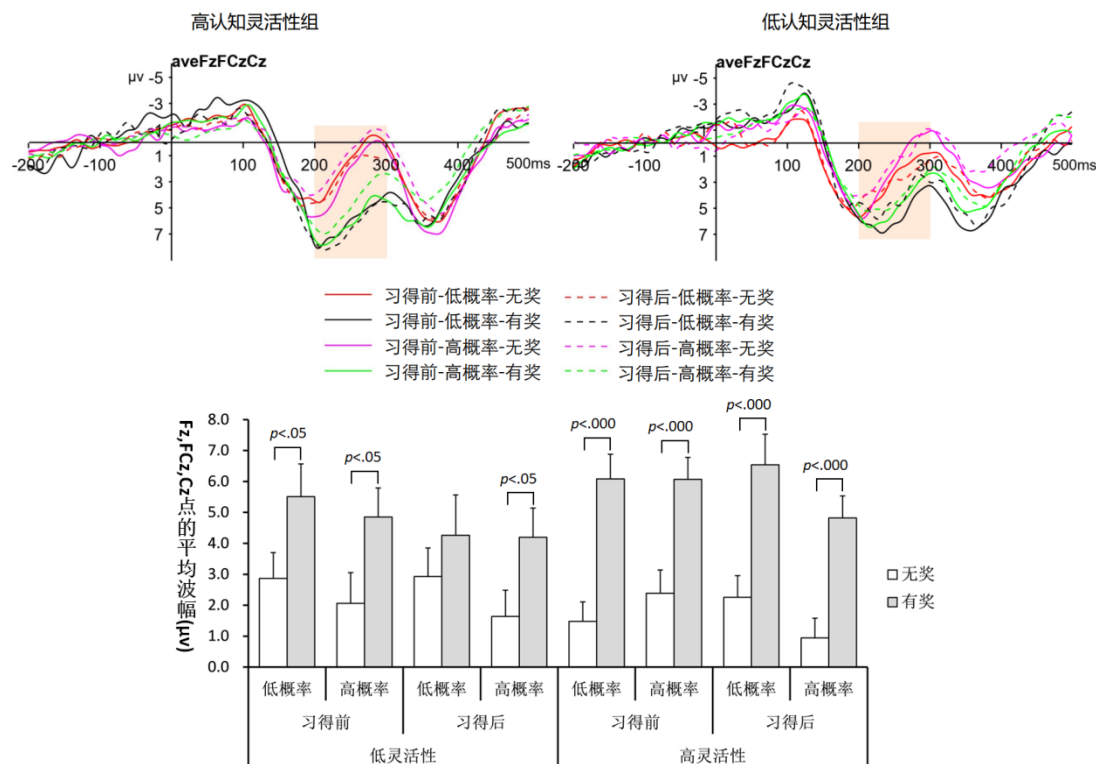 高认知灵活性组
低认知灵活性组
aveFzFCzCz
aveFzFCzCz
μv -5
-3
-1
1
3
5
7
-200 -100 100 200 300 400 500ms
μv -5
-3
-1
1
3
5
7
-200 -100 100 200 300 400 500ms
习得前-低概率-无奖 习得后-低概率-无奖
习得前-低概率-有奖 习得后-低概率-有奖
习得前-高概率-无奖 习得后-高概率-无奖
习得前-高概率-有奖 习得后-高概率-有奖
Fz,FCz,Cz点的平均波幅(μv)
8.0
7.0
6.0
5.0
4.0
3.0
2.0
1.0
0.0
p<.05
p<.05
p<.05
p<.000
p<.000
p<.000
p<.000
无奖
有奖
低概率 高概率 低概率 高概率 低概率 高概率 低概率 高概率
习得前 习得后 习得前 习得后
低灵活性 高灵活性